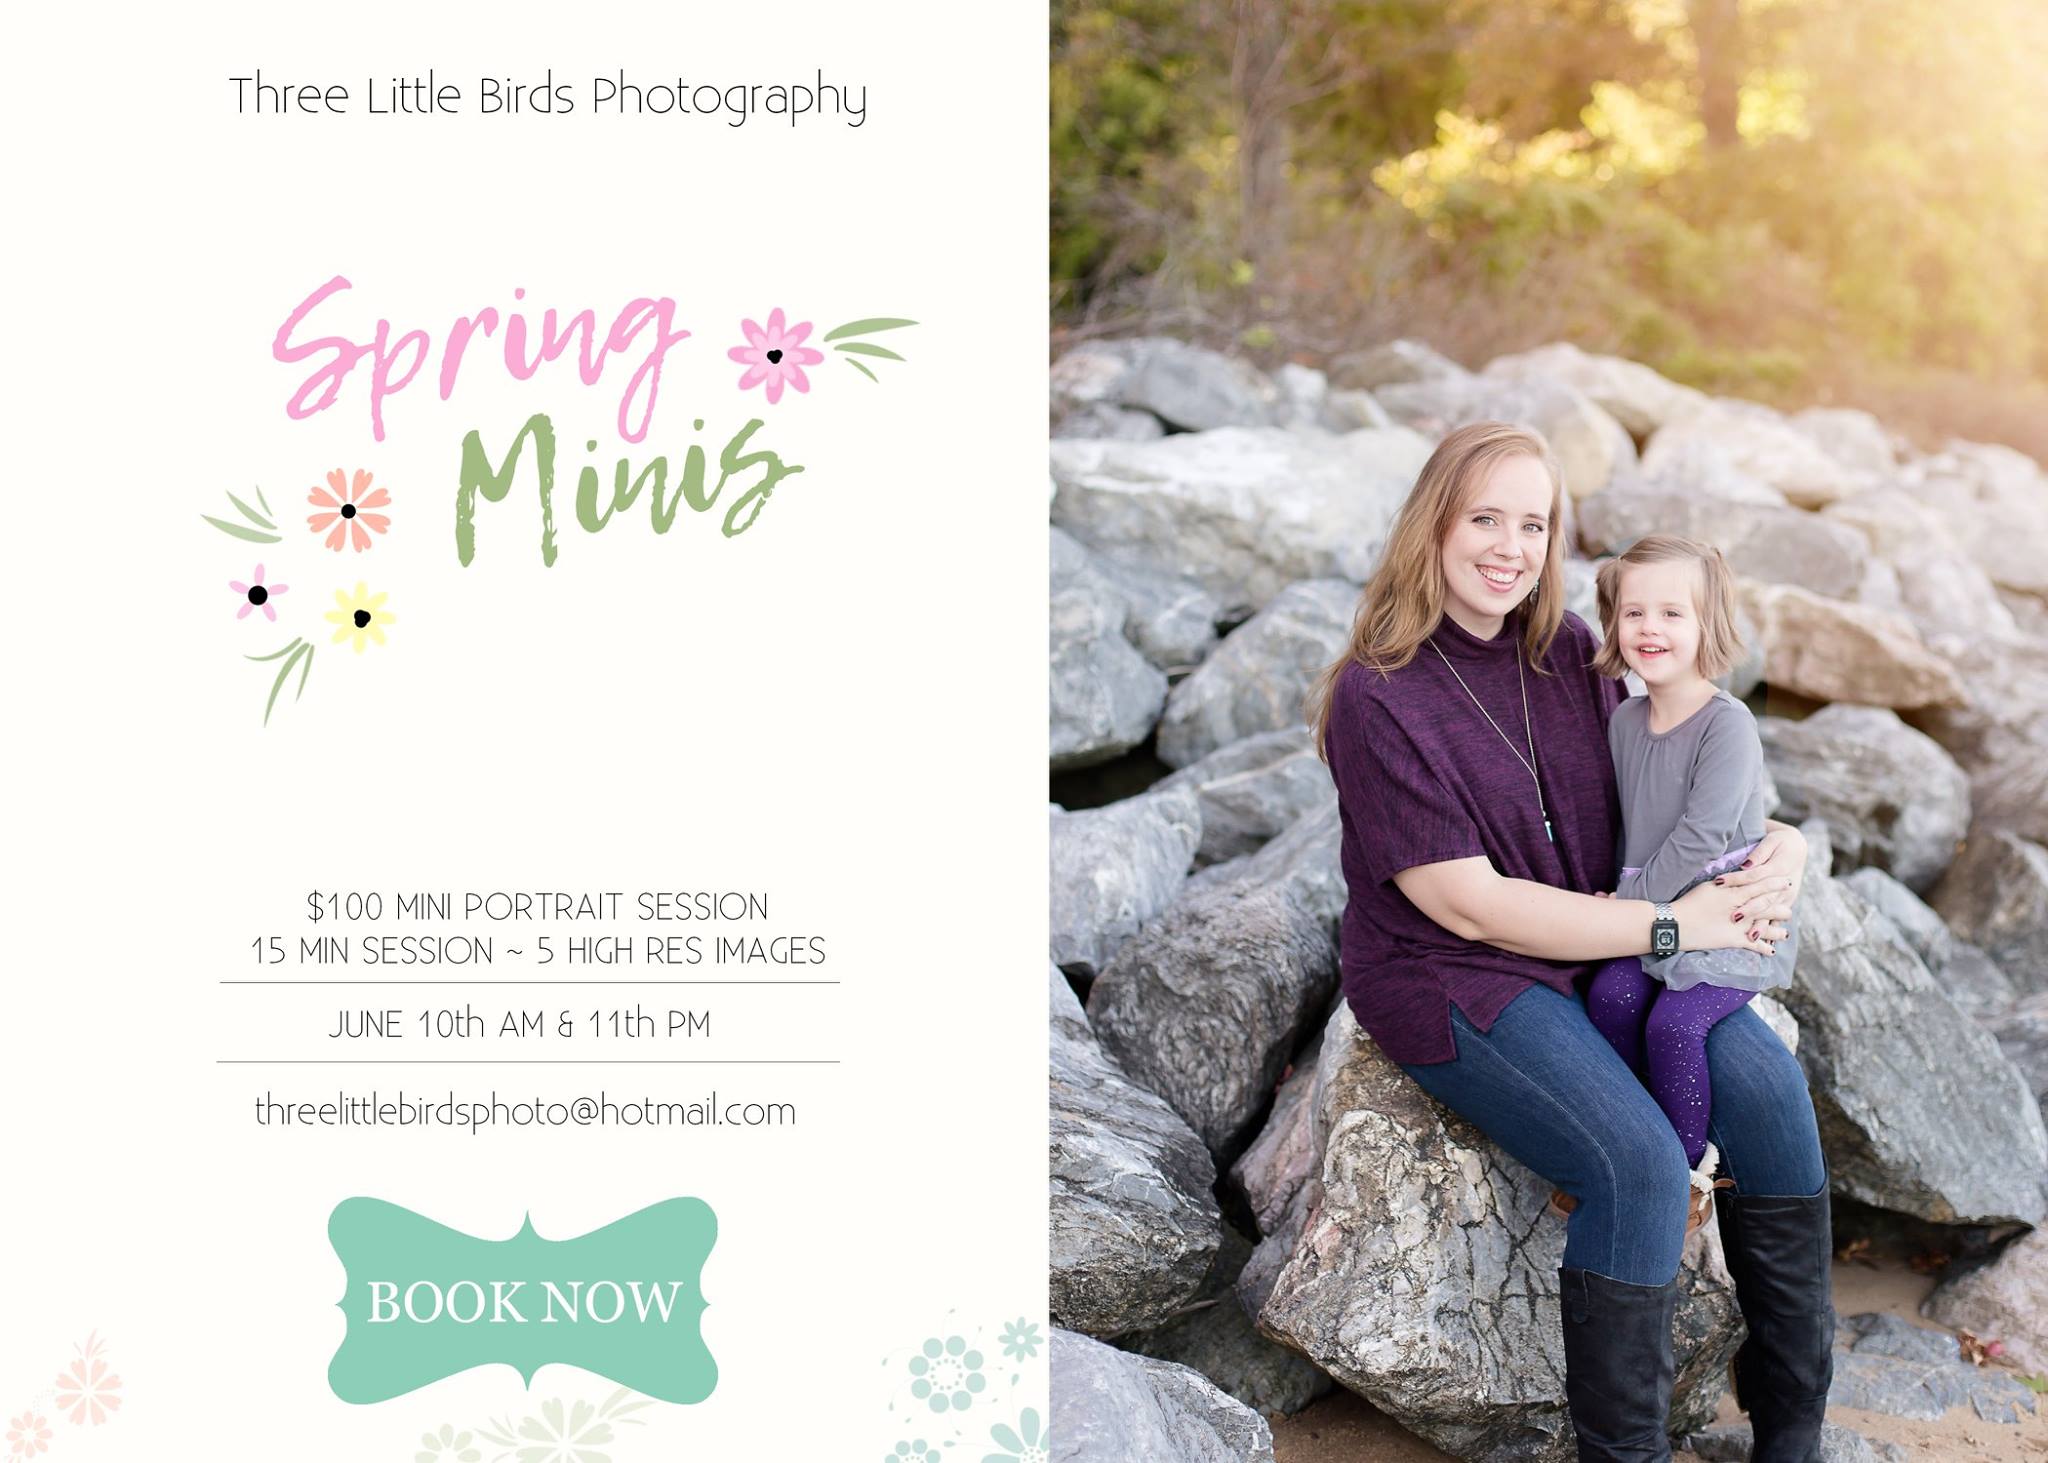 Three Little Birds Photography
Spring
Minis
$100 MINI PORTRAIT SESSION
15 MIN SESSION ~ 5 HIGH RES IMAGES
JUNE 10th AM & 11th PM
threelittlebirdsphoto@hotmail.com
BOOK NOW